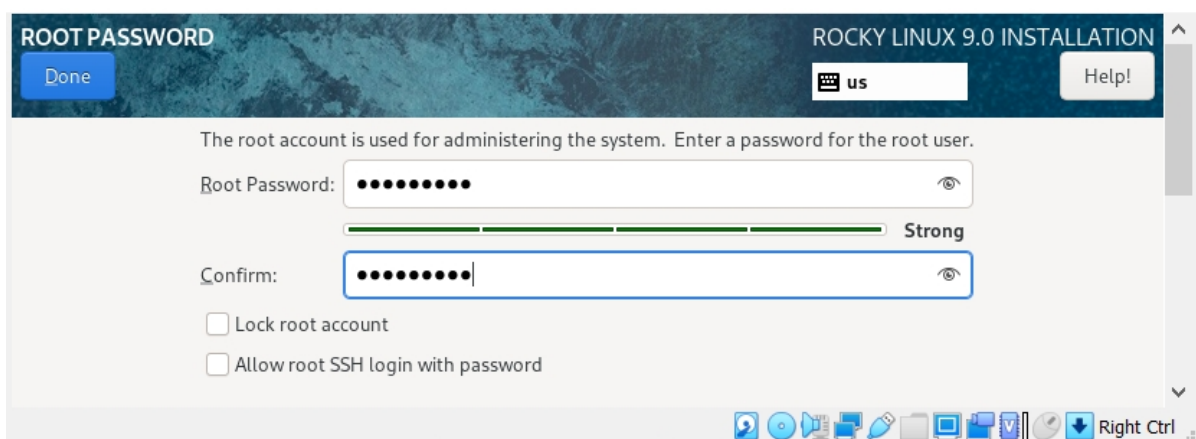 ROOT PASSWORD
ROCKY LINUX 9.0 INSTALLATION
Done
us
Help!
The root account is used for administering the system. Enter a password for the root user.
Root Password: ●●●●●●●●●
Strong
Confirm: ●●●●●●●●●
Lock root account
Allow root SSH login with password
Right Ctrl